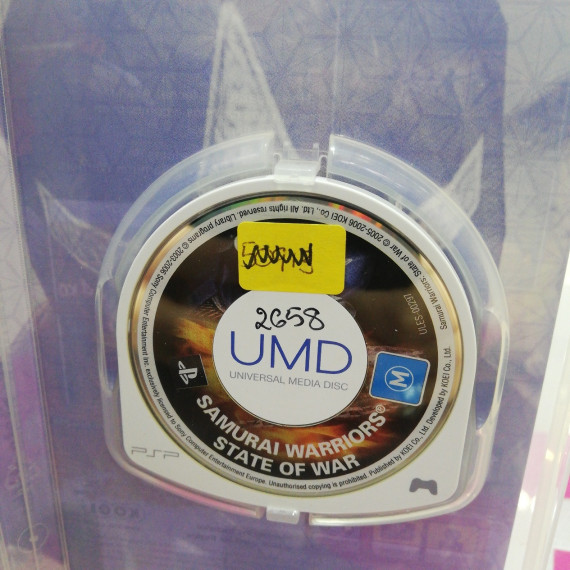 2658
UMD
UNIVERSAL MEDIA DISC
M
SAMURAI WARRIORS®
STATE OF WAR
PSP
ULES-00297
Samurai Warriors: State of War © 2005-2006 KOEI Co., Ltd. All rights reserved. Library programs © 2003-2006 Sony Computer Entertainment Inc. exclusively licensed to Sony Computer Entertainment Europe. Unauthorised copying is prohibited. Published by KOEI Co., Ltd. Developed by KOEI Co., Ltd.
KOEI